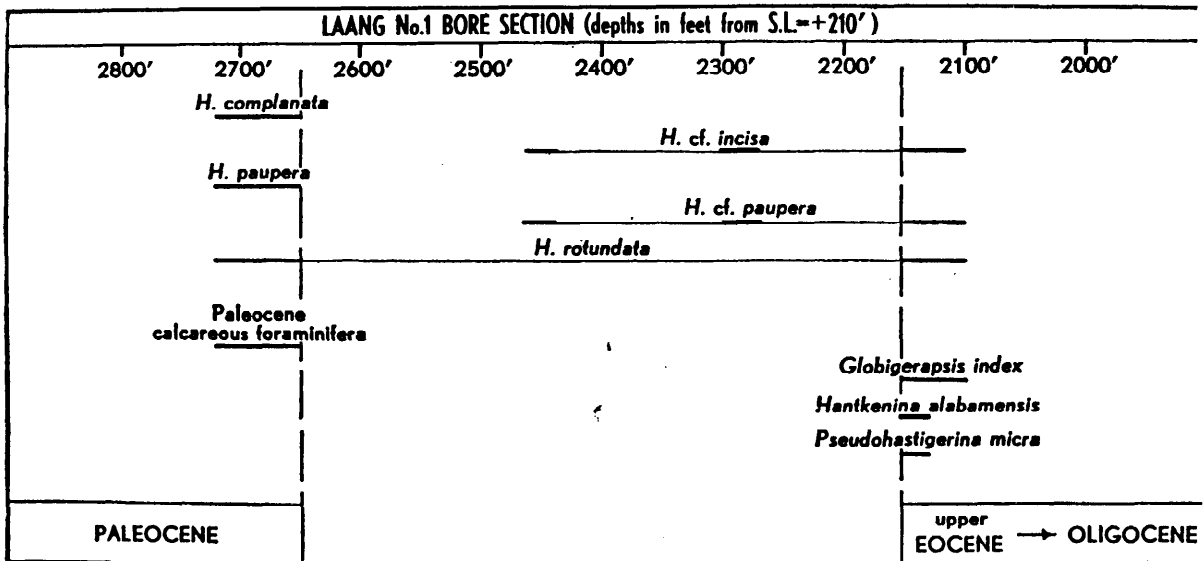 LAANG No.1 BORE SECTION (depths in feet from S.L.=+210')
2800' 2700' 2600' 2500' 2400' 2300' 2200' 2100' 2000'
H. complanata
H. cf. incisa
H. paupera
H. cf. paupera
H. rotundata
Paleocene
calcareous foraminifera
Globigerapsis index
Hantkenina alabamensis
Pseudohastigerina micra
PALEOCENE
upper
EOCENE → OLIGOCENE